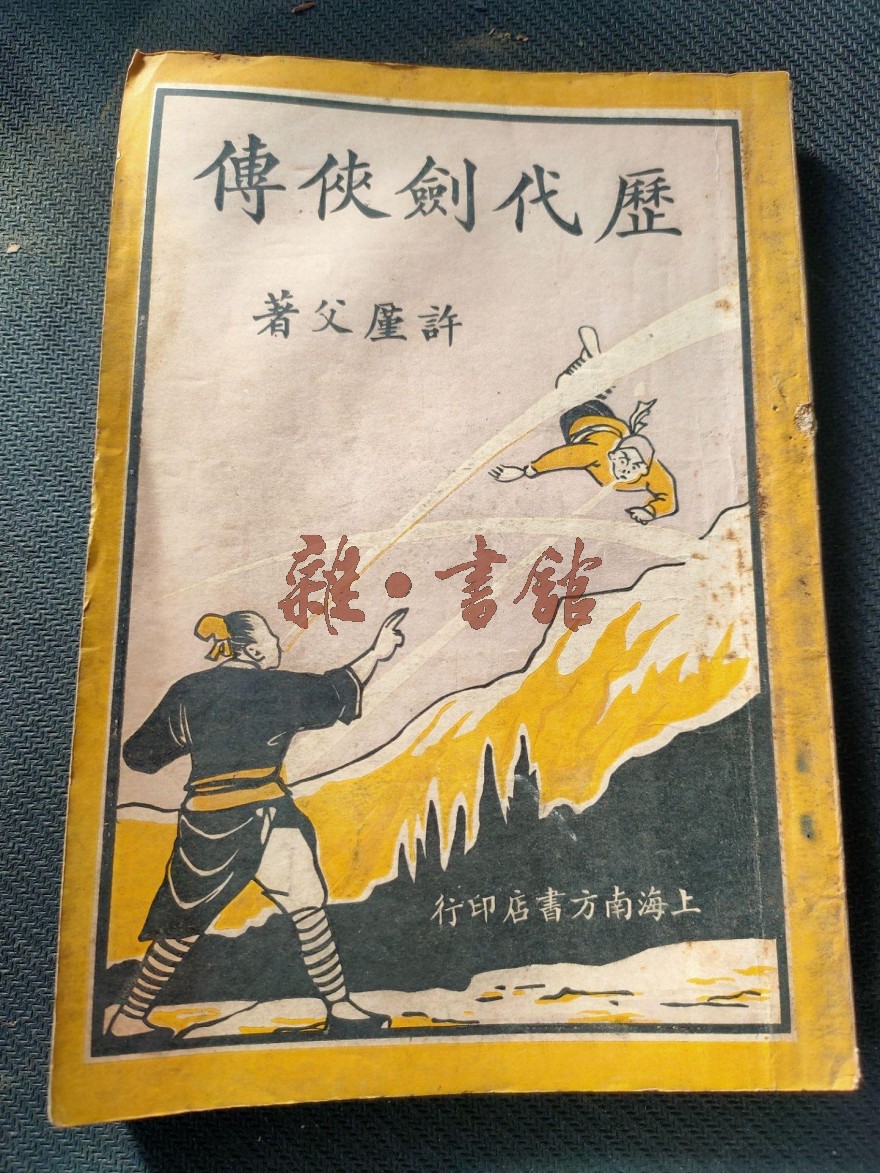 歷代劍俠傳
許廑父著
雜·書館
上海南方書店印行